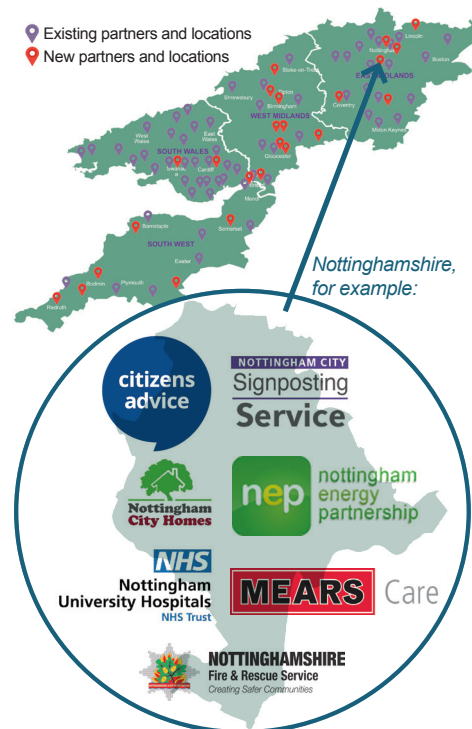 Existing partners and locations
New partners and locations
Lincoln
Nottingham
Boston
EAST MIDLANDS
Stoke-on-Trent
Shrewsbury
Birmingham
WEST MIDLANDS
Coventry
Milton Keynes
West
Wales
East
Wales
SOUTH WALES
Swansea
Cardiff
Gloucester
Barnstaple
Somerset
SOUTH WEST
Exeter
Bodmin
Plymouth
Redruth
Nottinghamshire,
for example:
citizens
advice
NOTTINGHAM CITY
Signposting
Service
Nottingham
City Homes
nep
nottingham
energy
partnership
NHS
Nottingham
University Hospitals
NHS Trust
MEARS Care
NOTTINGHAMSHIRE
Fire & Rescue Service
Creating Safer Communities